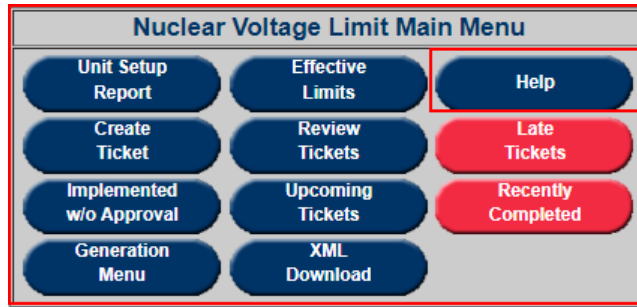 Nuclear Voltage Limit Main Menu
Unit Setup
Report
Effective
Limits
Help
Create
Ticket
Review
Tickets
Late
Tickets
Implemented
w/o Approval
Upcoming
Tickets
Recently
Completed
Generation
Menu
XML
Download